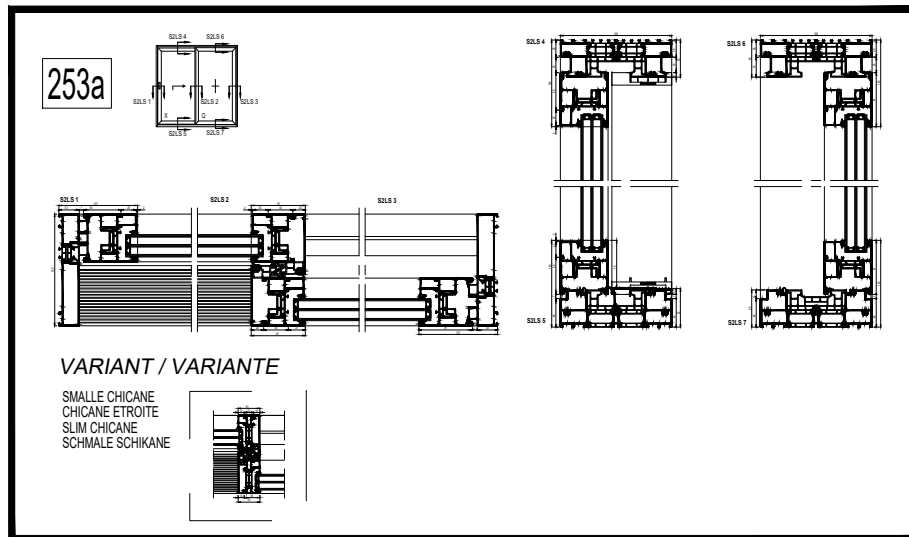 S2LS 4 S2LS 6
253a
S2LS 1 S2LS 2 S2LS 3
X Q
S2LS 5 S2LS 7
S2LS 4
S2LS 6
S2LS 1 S2LS 2 S2LS 3
S2LS 5
S2LS 7
VARIANT / VARIANTE
SMALLE CHICANE
CHICANE ETROITE
SLIM CHICANE
SCHMALE SCHIKANE